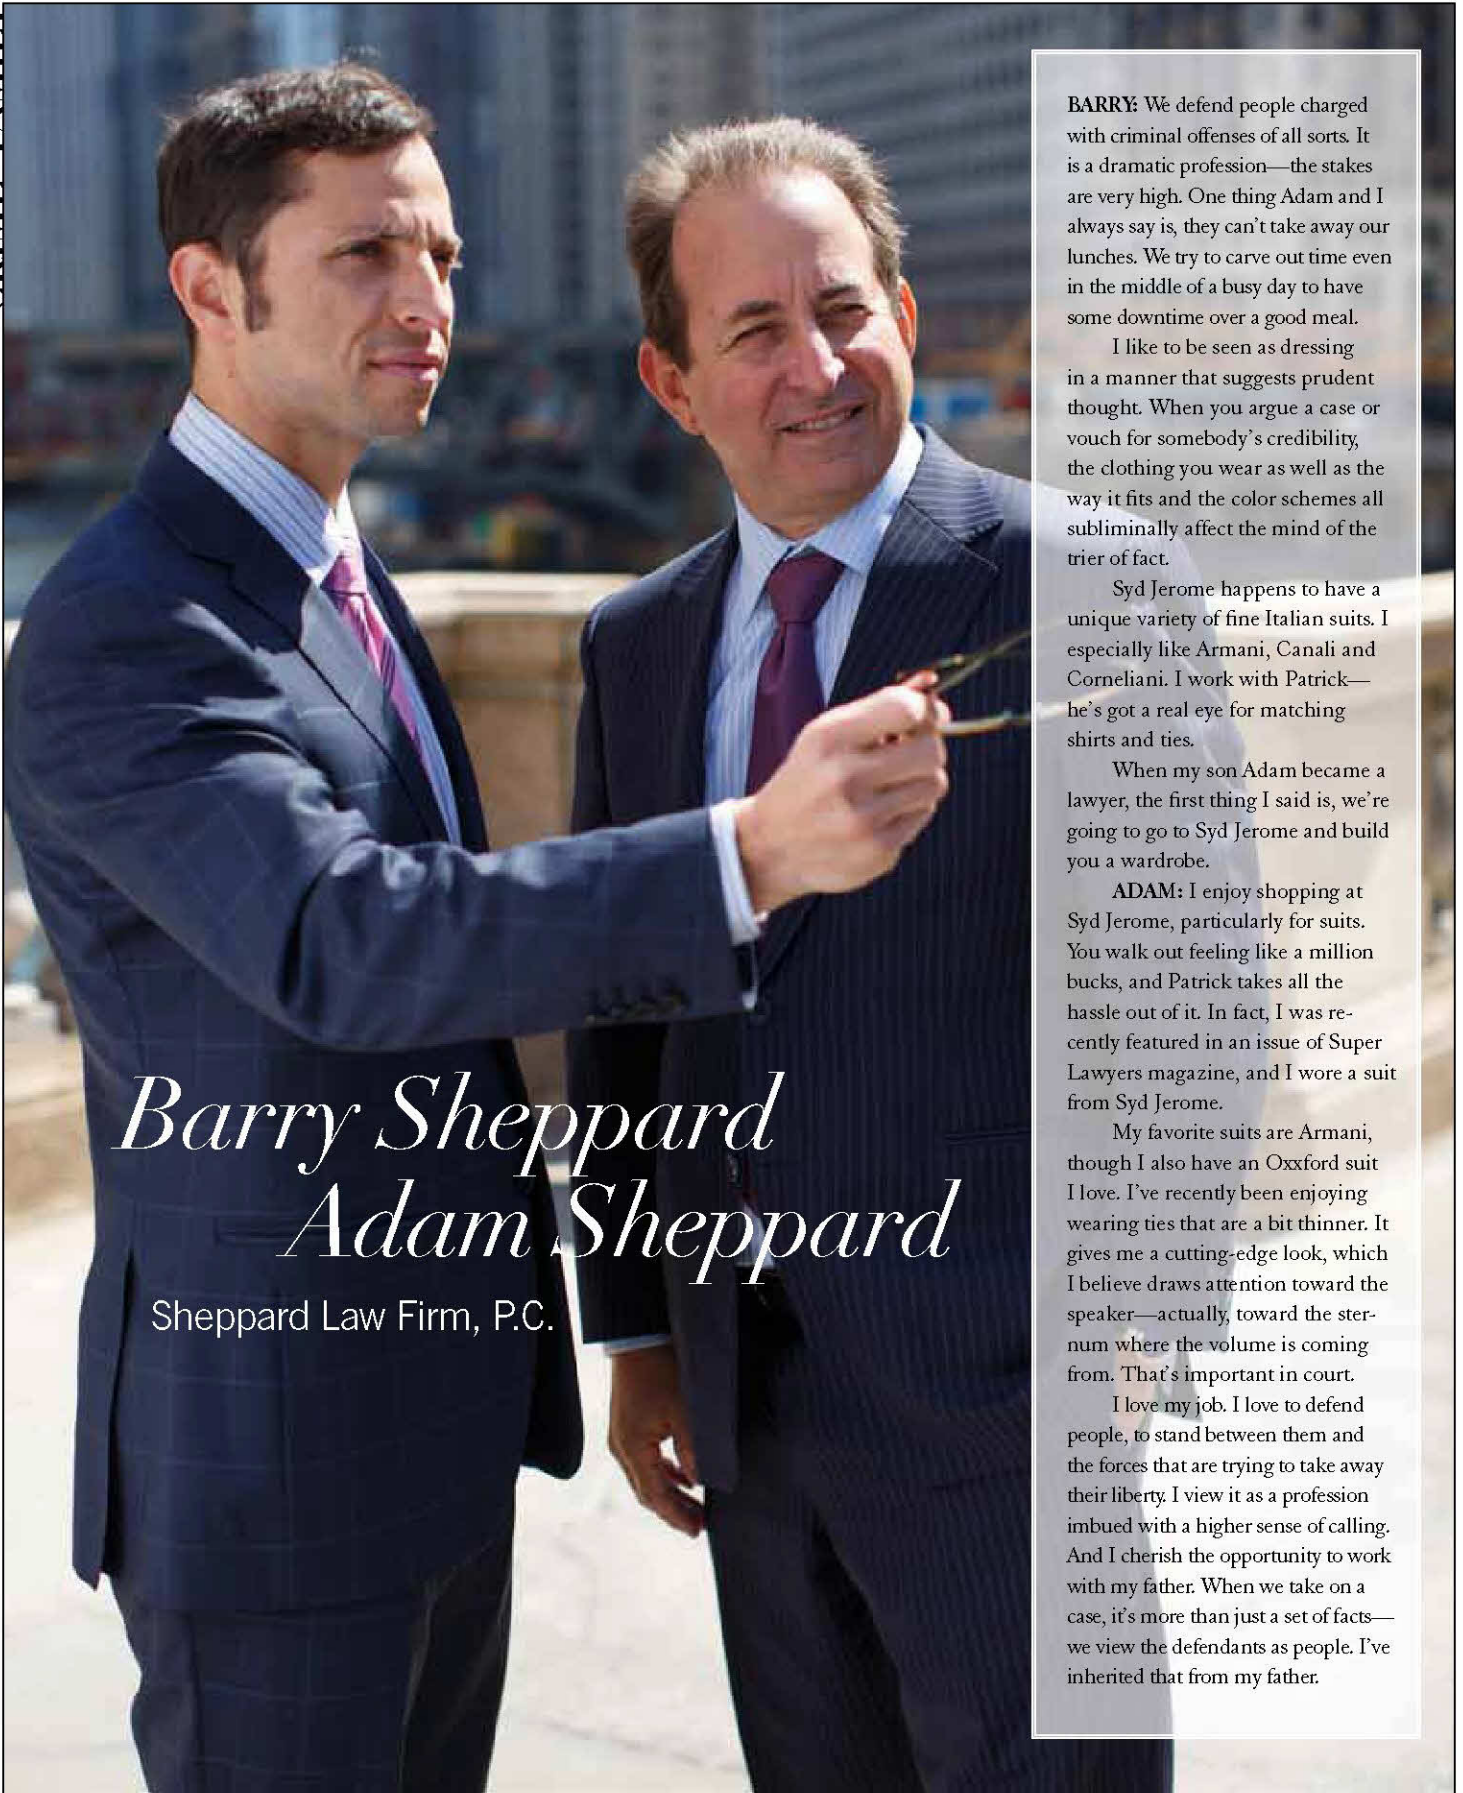 BARRY: We defend people charged
with criminal offenses of all sorts. It
is a dramatic profession—the stakes
are very high. One thing Adam and I
always say is, they can't take away our
lunches. We try to carve out time even
in the middle of a busy day to have
some downtime over a good meal.
I like to be seen as dressing
in a manner that suggests prudent
thought. When you argue a case or
vouch for somebody's credibility,
the clothing you wear as well as the
way it fits and the color schemes all
subliminally affect the mind of the
trier of fact.
Syd Jerome happens to have a
unique variety of fine Italian suits. I
especially like Armani, Canali and
Corneliani. I work with Patrick—
he's got a real eye for matching
shirts and ties.
When my son Adam became a
lawyer, the first thing I said is, we're
going to go to Syd Jerome and build
you a wardrobe.
ADAM: I enjoy shopping at
Syd Jerome, particularly for suits.
You walk out feeling like a million
bucks, and Patrick takes all the
hassle out of it. In fact, I was re-
cently featured in an issue of Super
Lawyers magazine, and I wore a suit
from Syd Jerome.
My favorite suits are Armani,
though I also have an Oxxford suit
I love. I've recently been enjoying
wearing ties that are a bit thinner. It
gives me a cutting-edge look, which
I believe draws attention toward the
speaker—actually, toward the ster-
num where the volume is coming
from. That's important in court.
I love my job. I love to defend
people, to stand between them and
the forces that are trying to take away
their liberty. I view it as a profession
imbued with a higher sense of calling.
And I cherish the opportunity to work
with my father. When we take on a
case, it's more than just a set of facts—
we view the defendants as people. I've
inherited that from my father.
Barry Sheppard
Adam Sheppard
Sheppard Law Firm, P.C.